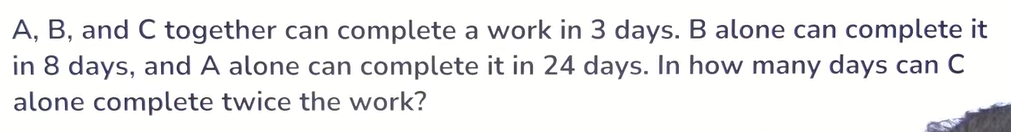 A, B, and C together can complete a work in 3 days. B alone can complete it
in 8 days, and A alone can complete it in 24 days. In how many days can C
alone complete twice the work?